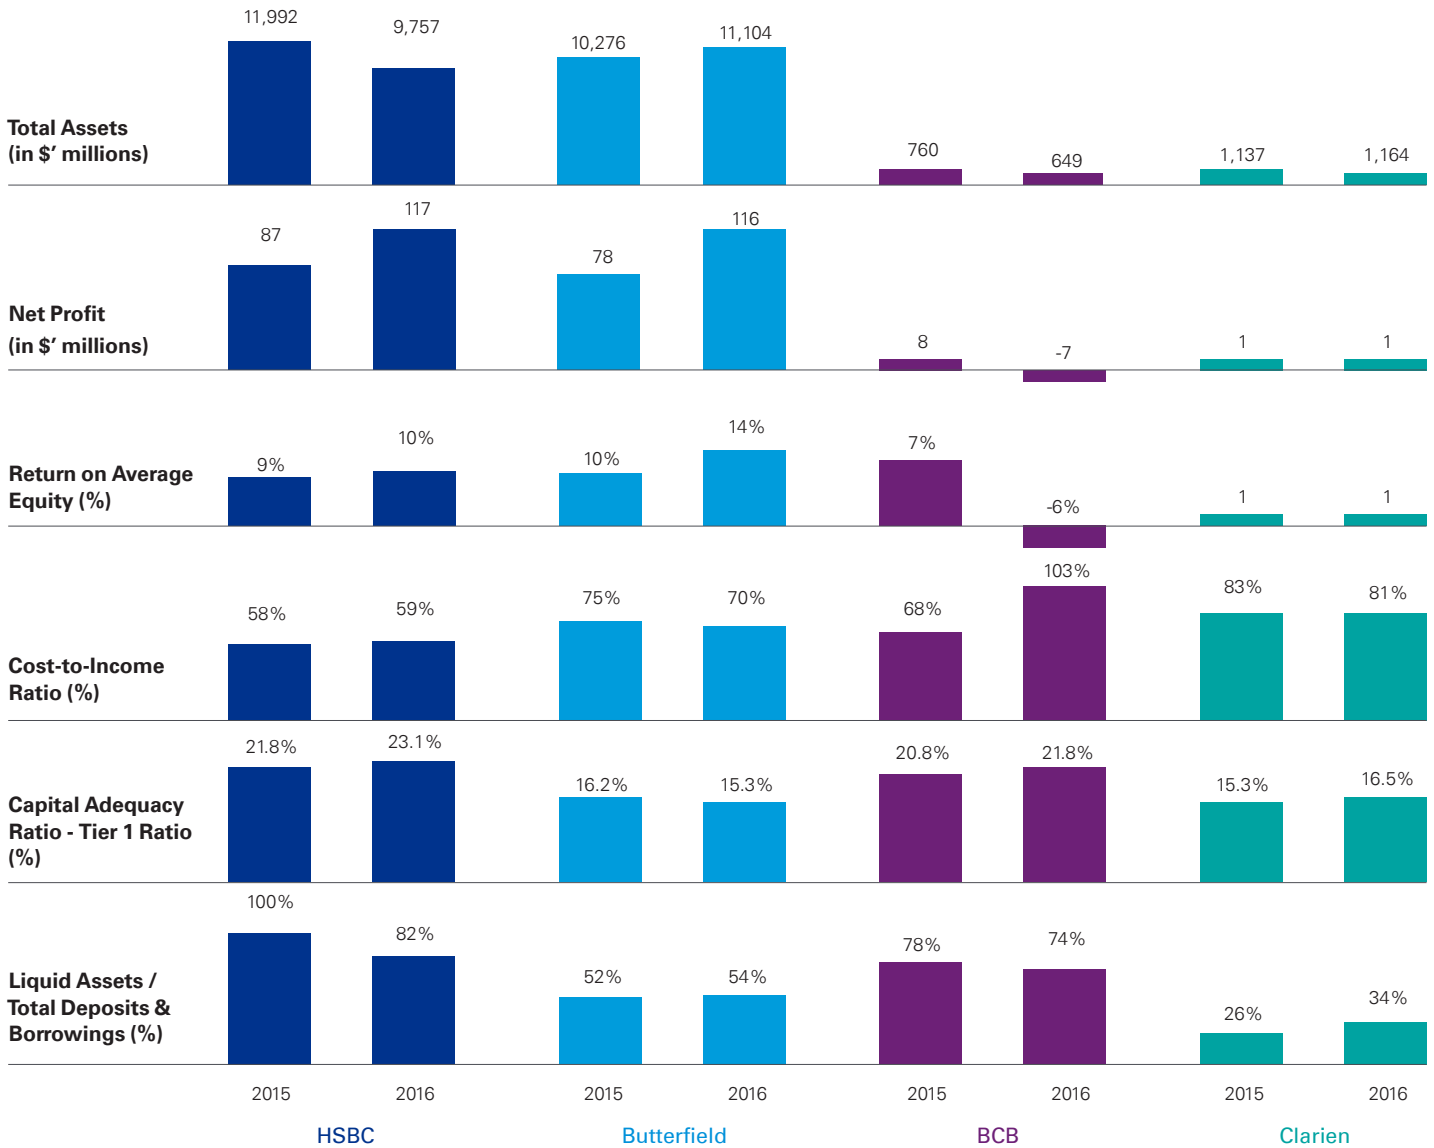 11,992 9,757 10,276 11,104 760 649 1,137 1,164
Total Assets
(in $’ millions)
87 117 78 116 8 -7 1 1
Net Profit
(in $’ millions)
9% 10% 10% 14% 7% -6% 1 1
Return on Average
Equity (%)
58% 59% 75% 70% 68% 103% 83% 81%
Cost-to-Income
Ratio (%)
21.8% 23.1% 16.2% 15.3% 20.8% 21.8% 15.3% 16.5%
Capital Adequacy
Ratio - Tier 1 Ratio
(%)
100% 82% 52% 54% 78% 74% 26% 34%
Liquid Assets /
Total Deposits &
Borrowings (%)
2015 2016 2015 2016 2015 2016 2015 2016
HSBC Butterfield BCB Clarien